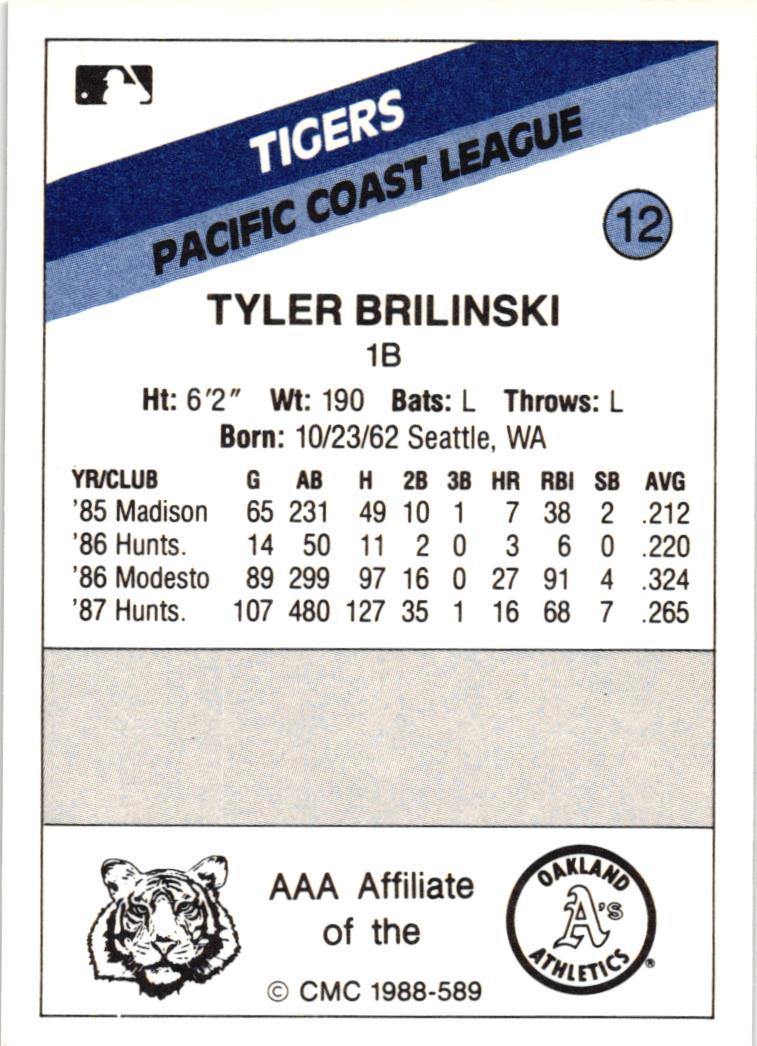 TIGERS
PACIFIC COAST LEAGUE
12
TYLER BRILINSKI
1B
Ht: 6'2" Wt: 190 Bats: L Throws: L
Born: 10/23/62 Seattle, WA
YR/CLUB G AB H 2B 3B HR RBI SB AVG
'85 Madison 65 231 49 10 1 7 38 2 .212
'86 Hunts. 14 50 11 2 0 3 6 0 .220
'86 Modesto 89 299 97 16 0 27 91 4 .324
'87 Hunts. 107 480 127 35 1 16 68 7 .265
AAA Affiliate
of the
© CMC 1988-589
OAKLAND
A's
ATHLETICS ®